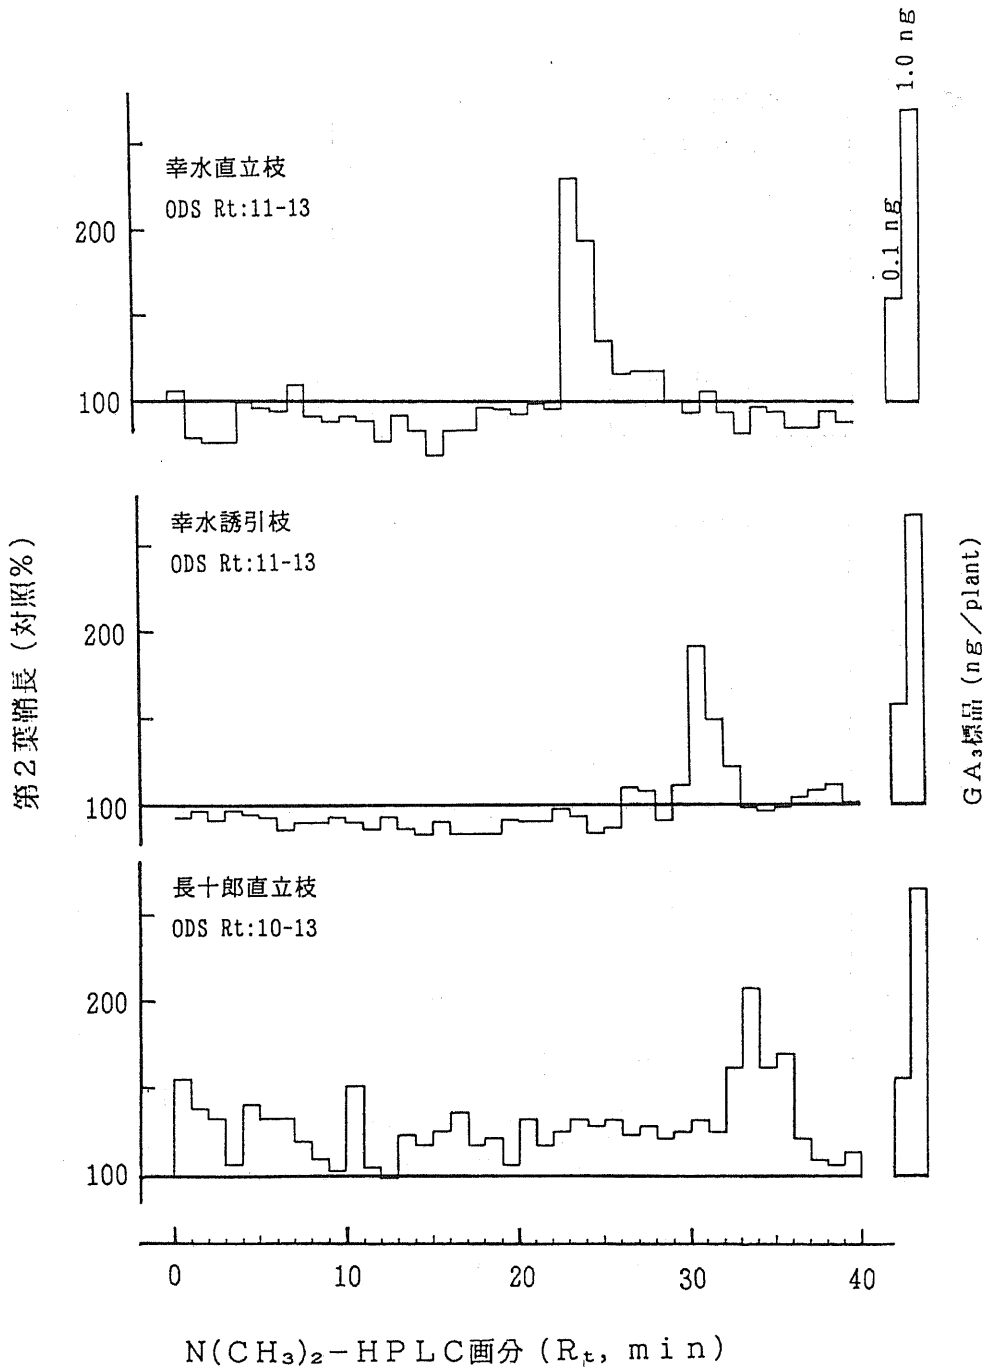 1.0 ng
0.1 ng
幸水直立枝
ODS Rt:11-13
200
100
幸水誘引枝
ODS Rt:11-13
200
100
長十郎直立枝
ODS Rt:10-13
200
100
第2葉鞘長(対照%)
GA₃標品(ng/plant)
0 10 20 30 40
N(CH₃)₂-HPLC画分(Rt, min)